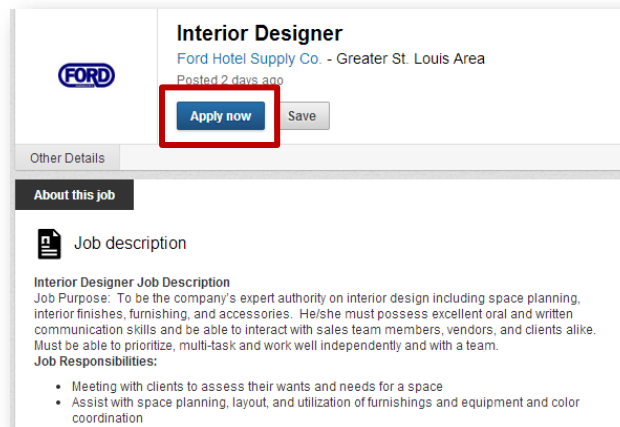 Interior Designer
Ford Hotel Supply Co. - Greater St. Louis Area
FORD
Posted 2 days ago
Apply now
Save
Other Details
About this job
Job description
Interior Designer Job Description
Job Purpose: To be the company's expert authority on interior design including space planning,
interior finishes, furnishing, and accessories. He/she must possess excellent oral and written
communication skills and be able to interact with sales team members, vendors, and clients alike.
Must be able to prioritize, multi-task and work well independently and with a team.
Job Responsibilities:
• Meeting with clients to assess their wants and needs for a space
• Assist with space planning, layout, and utilization of furnishings and equipment and color
coordination